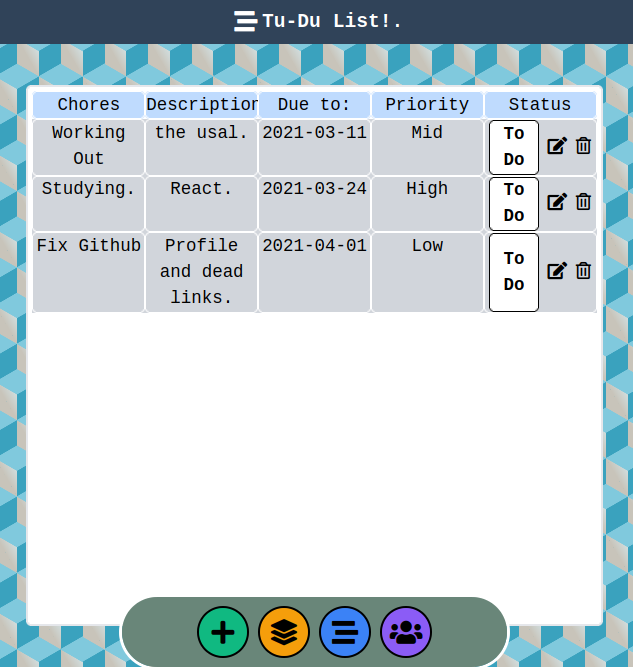 Tu-Du List!.
Chores Description Due to: Priority Status
Working Out the usal. 2021-03-11 Mid To Do
Studying. React. 2021-03-24 High To Do
Fix Github Profile and dead links. 2021-04-01 Low To Do